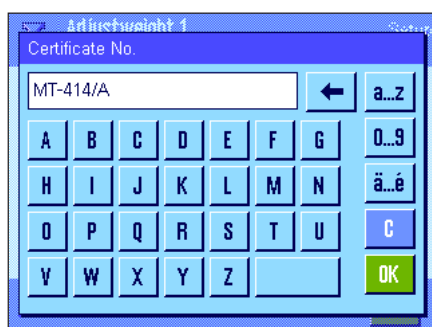 Adjustweight 1
Certificate No.
MT-414/A
a...z
A B C D E F G
0...9
H I J K L M N
ä...é
O P Q R S T U
C
V W X Y Z
OK